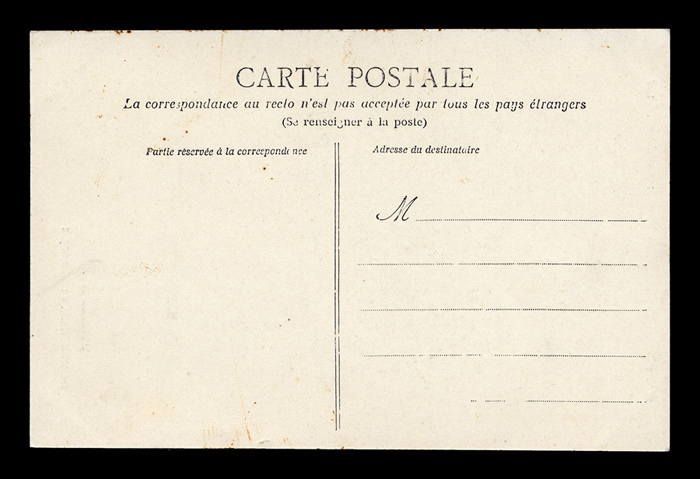 CARTE POSTALE
La correspondance au recto n'est pas acceptée par tous les pays étrangers
(Se renseigner à la poste)
Partie réservée à la correspondance
Adresse du destinataire
M